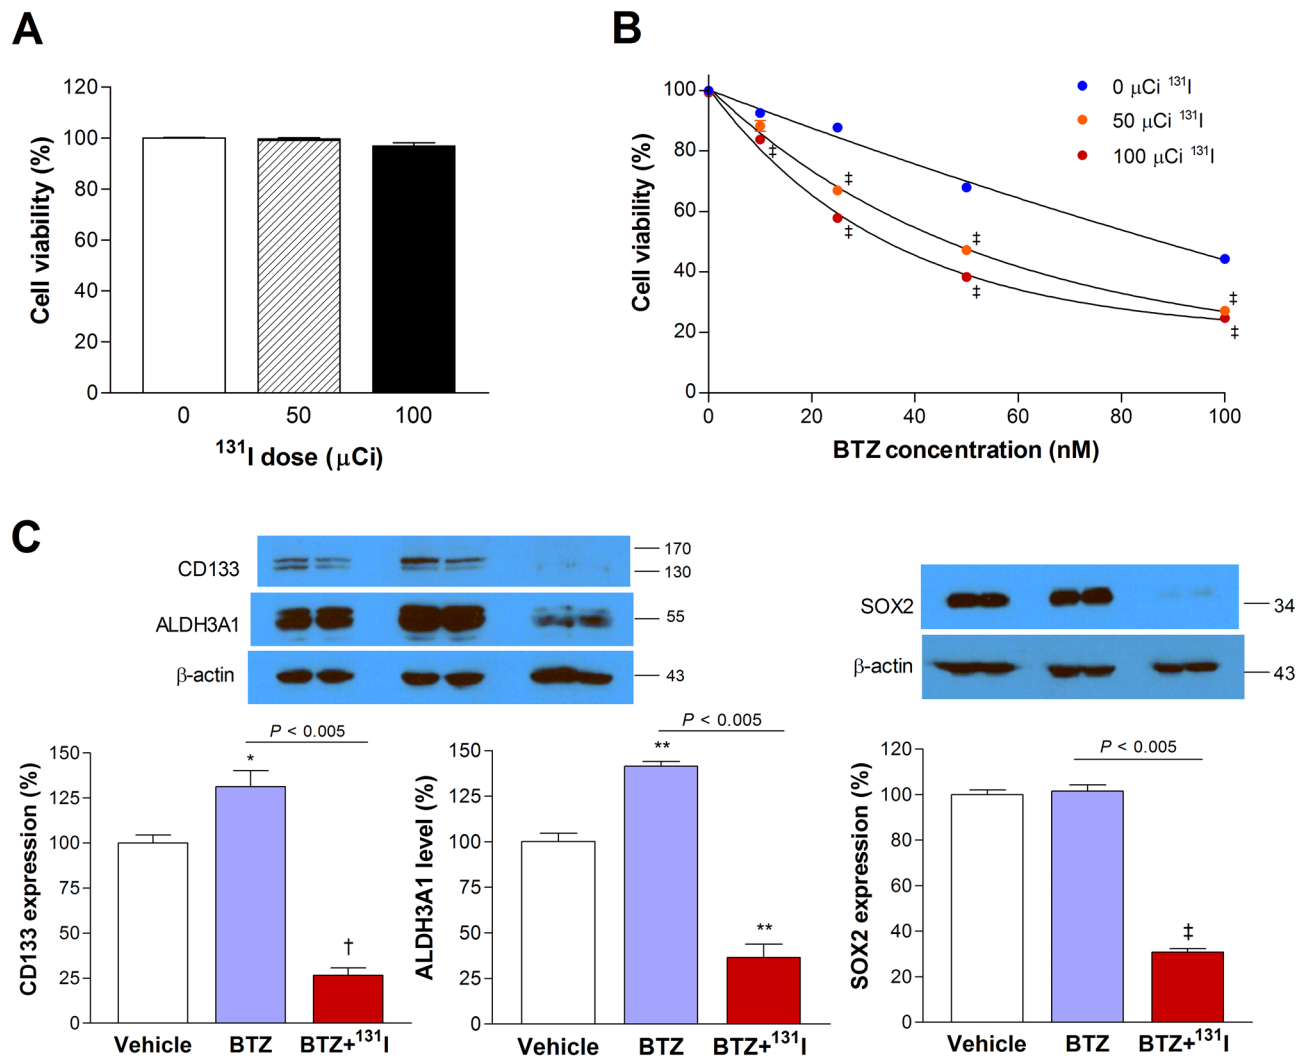 A
Cell viability (%)
120
100
80
60
40
20
0
0 50 100
¹³¹I dose (μCi)
B
Cell viability (%)
100
80
60
40
20
0
0 μCi ¹³¹I
50 μCi ¹³¹I
100 μCi ¹³¹I
‡
‡
‡
‡
‡
‡
‡
0 20 40 60 80 100
BTZ concentration (nM)
C
CD133
170
130
ALDH3A1
55
β-actin
43
SOX2
34
β-actin
43
CD133 expression (%)
150
125
100
75
50
25
0
P < 0.005
*
†
Vehicle BTZ BTZ+¹³¹I
ALDH3A1 level (%)
150
125
100
75
50
25
0
P < 0.005
**
**
Vehicle BTZ BTZ+¹³¹I
SOX2 expression (%)
120
100
80
60
40
20
0
P < 0.005
‡
Vehicle BTZ BTZ+¹³¹I